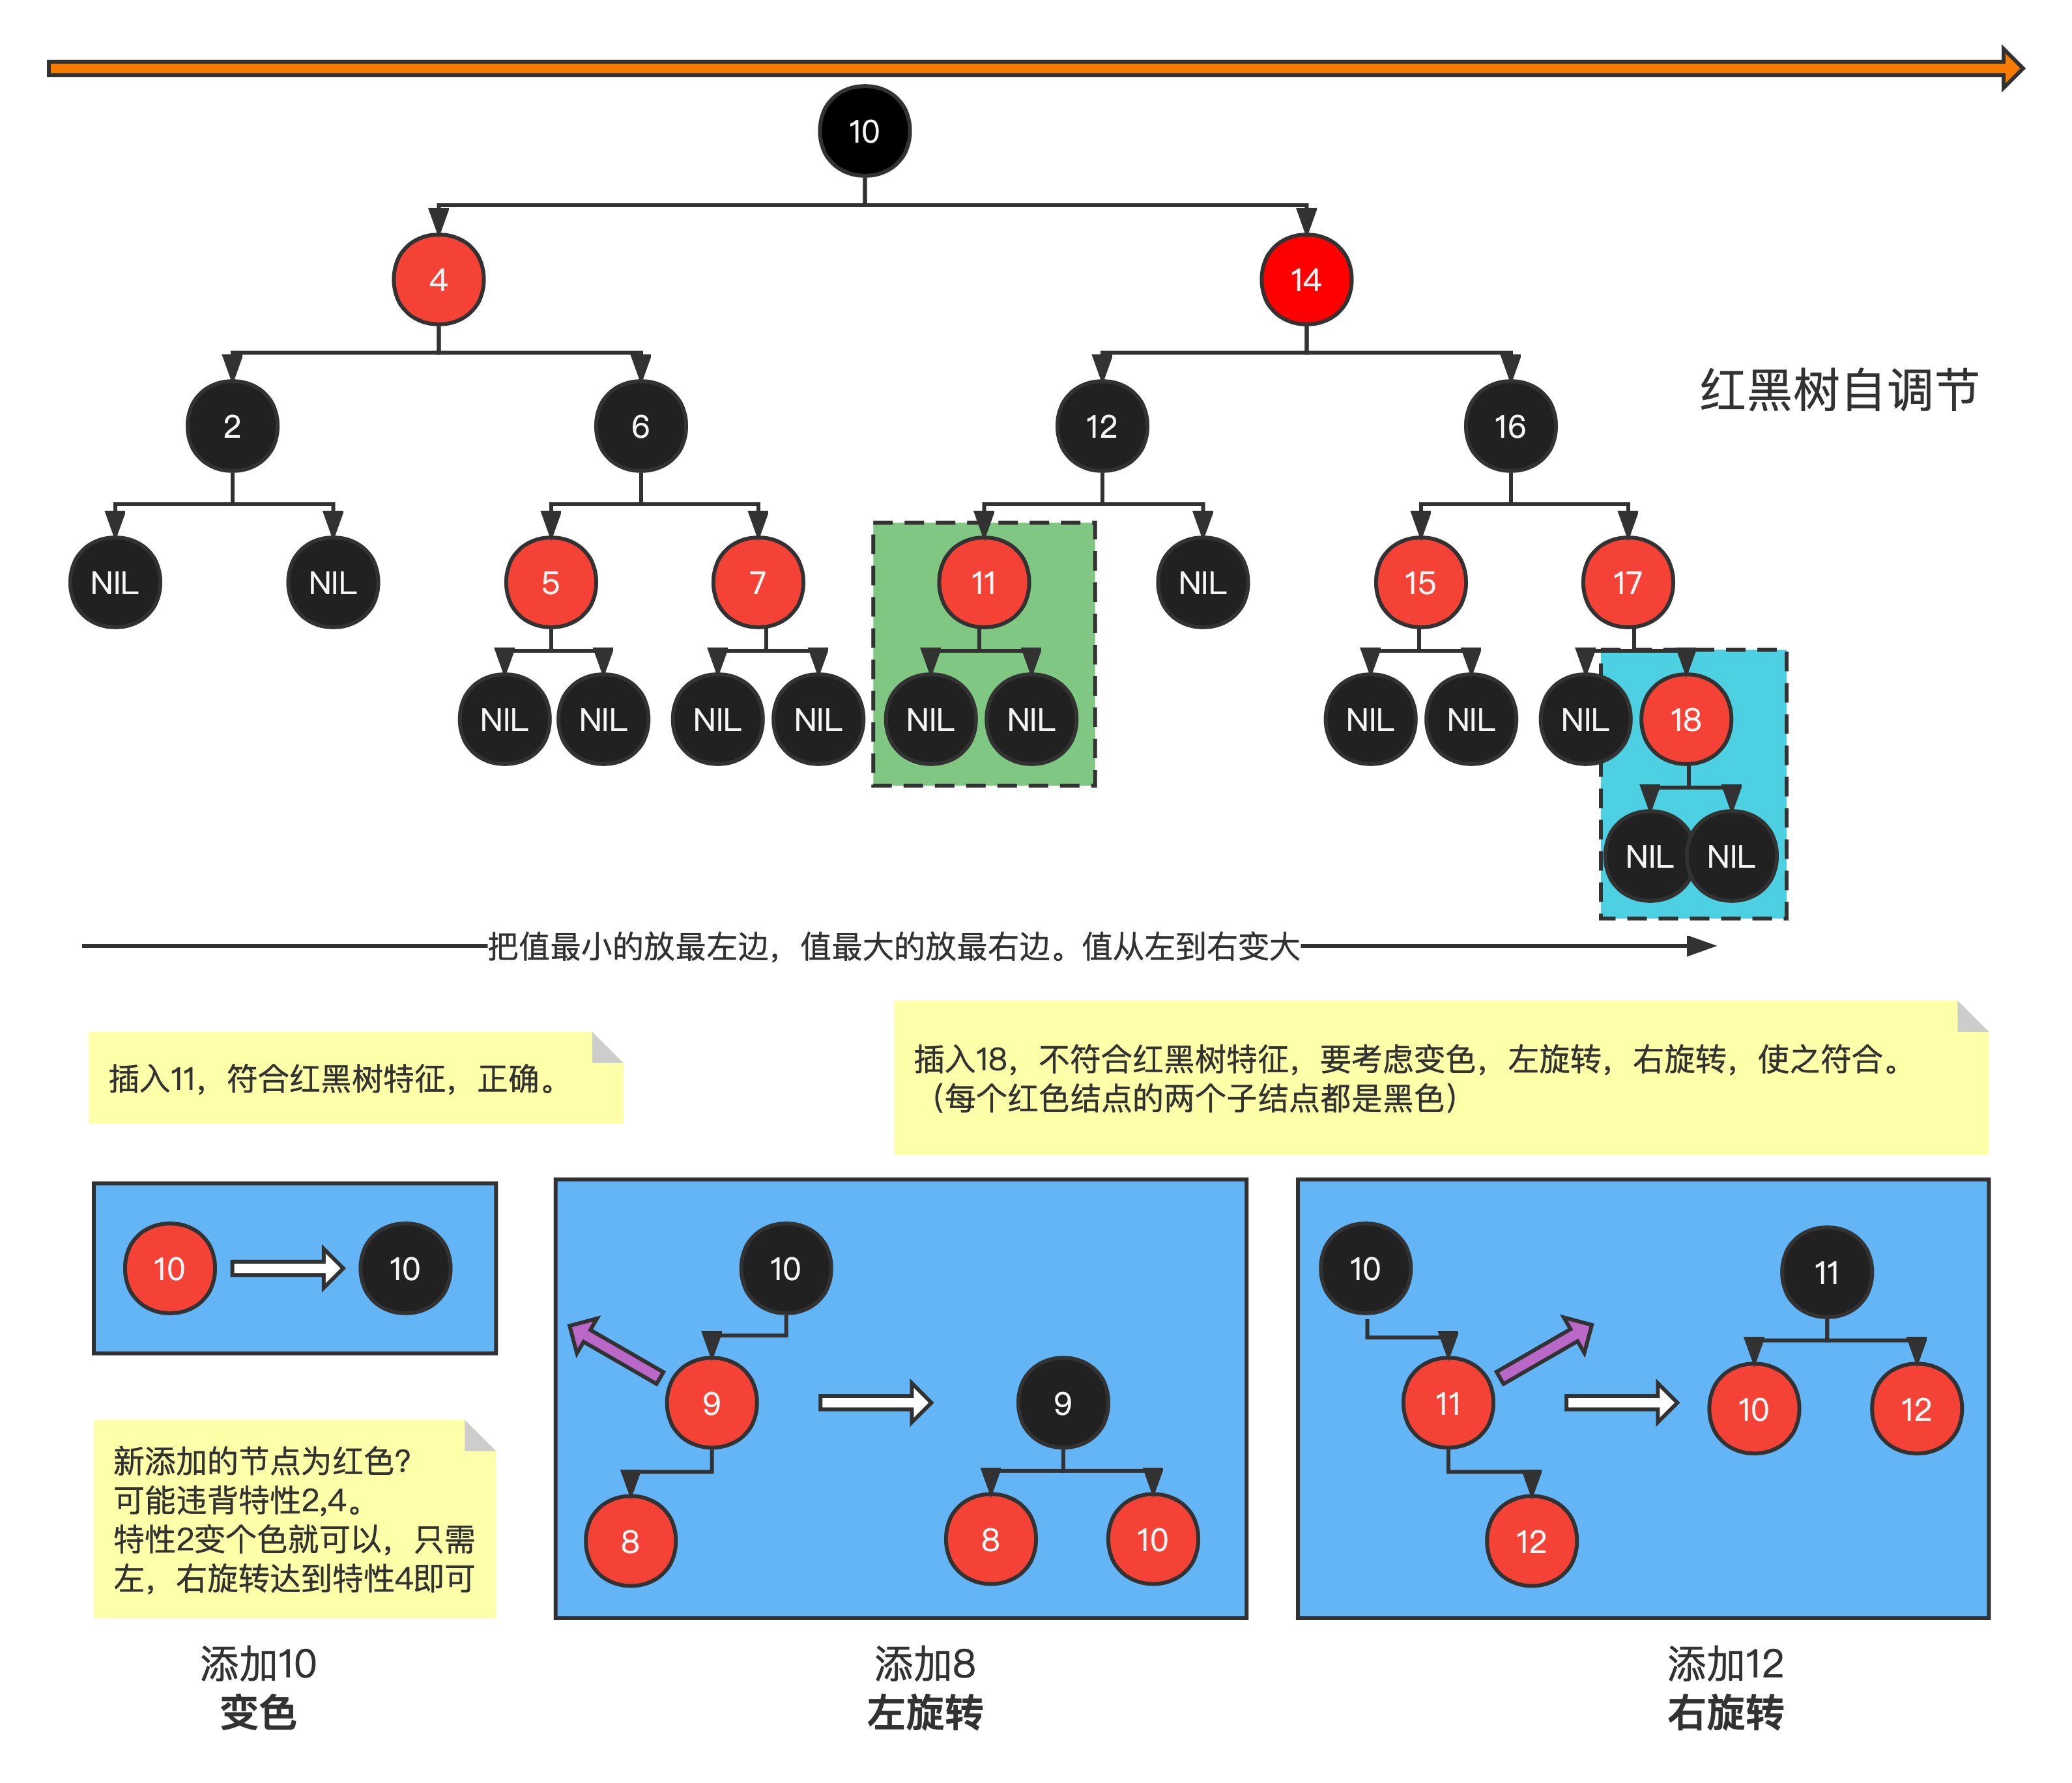 10
4
14
红黑树自调节
2
6
12
16
NIL
NIL
5
7
11
NIL
15
17
NIL
NIL
NIL
NIL
NIL
NIL
NIL
NIL
NIL
18
NIL
NIL
把值最小的放最左边，值最大的放最右边。值从左到右变大
插入11，符合红黑树特征，正确。
插入18，不符合红黑树特征，要考虑变色，左旋转，右旋转，使之符合。
（每个红色结点的两个子结点都是黑色）
10
10
新添加的节点为红色？
可能违背特性2,4。
特性2变个色就可以，只需
左，右旋转达到特性4即可
添加10
变色
10
9
8
9
8
10
添加8
左旋转
10
11
12
11
10
12
添加12
右旋转